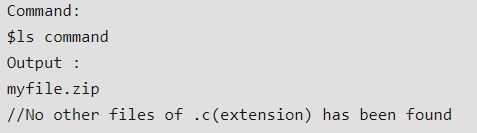 Command:
$ls command
Output :
myfile.zip
//No other files of .c(extension) has been found